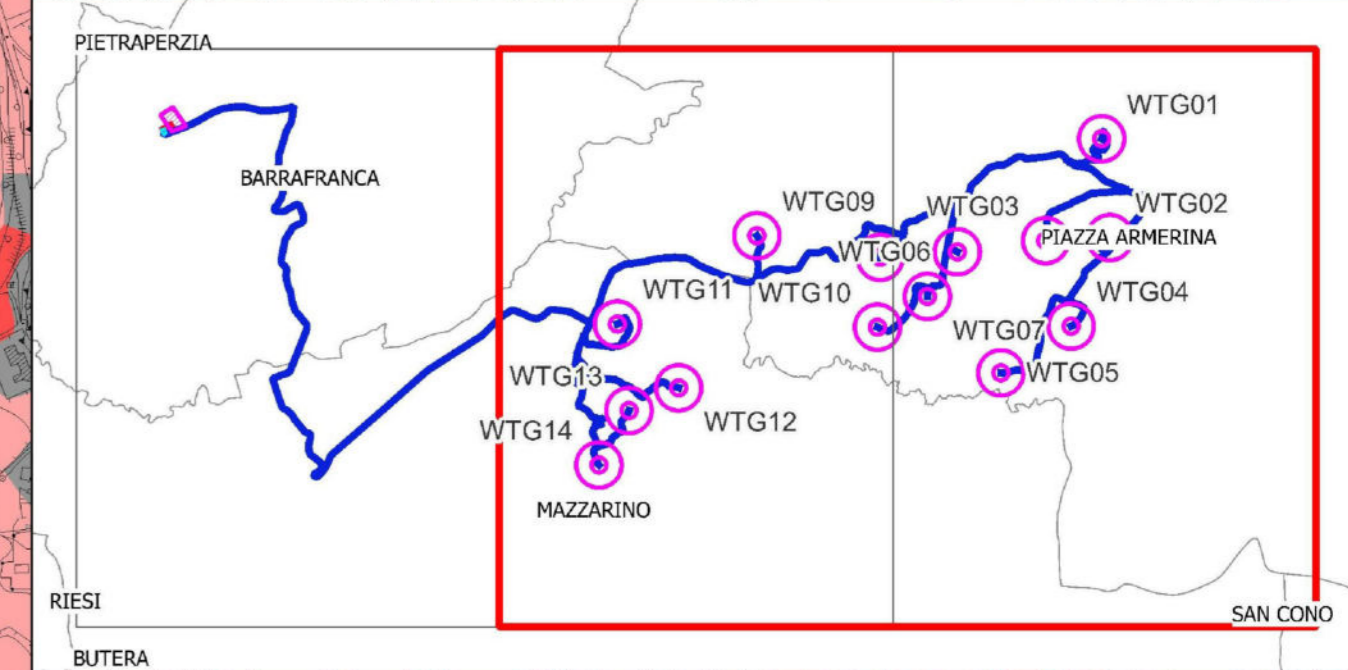 PIETRAPERZIA
WTG01
BARRAFRANCA
WTG09
WTG03
WTG02
PIAZZA ARMERINA
WTG06
WTG11
WTG10
WTG04
WTG07
WTG13
WTG05
WTG12
WTG14
MAZZARINO
RIESI
SAN CONO
BUTERA